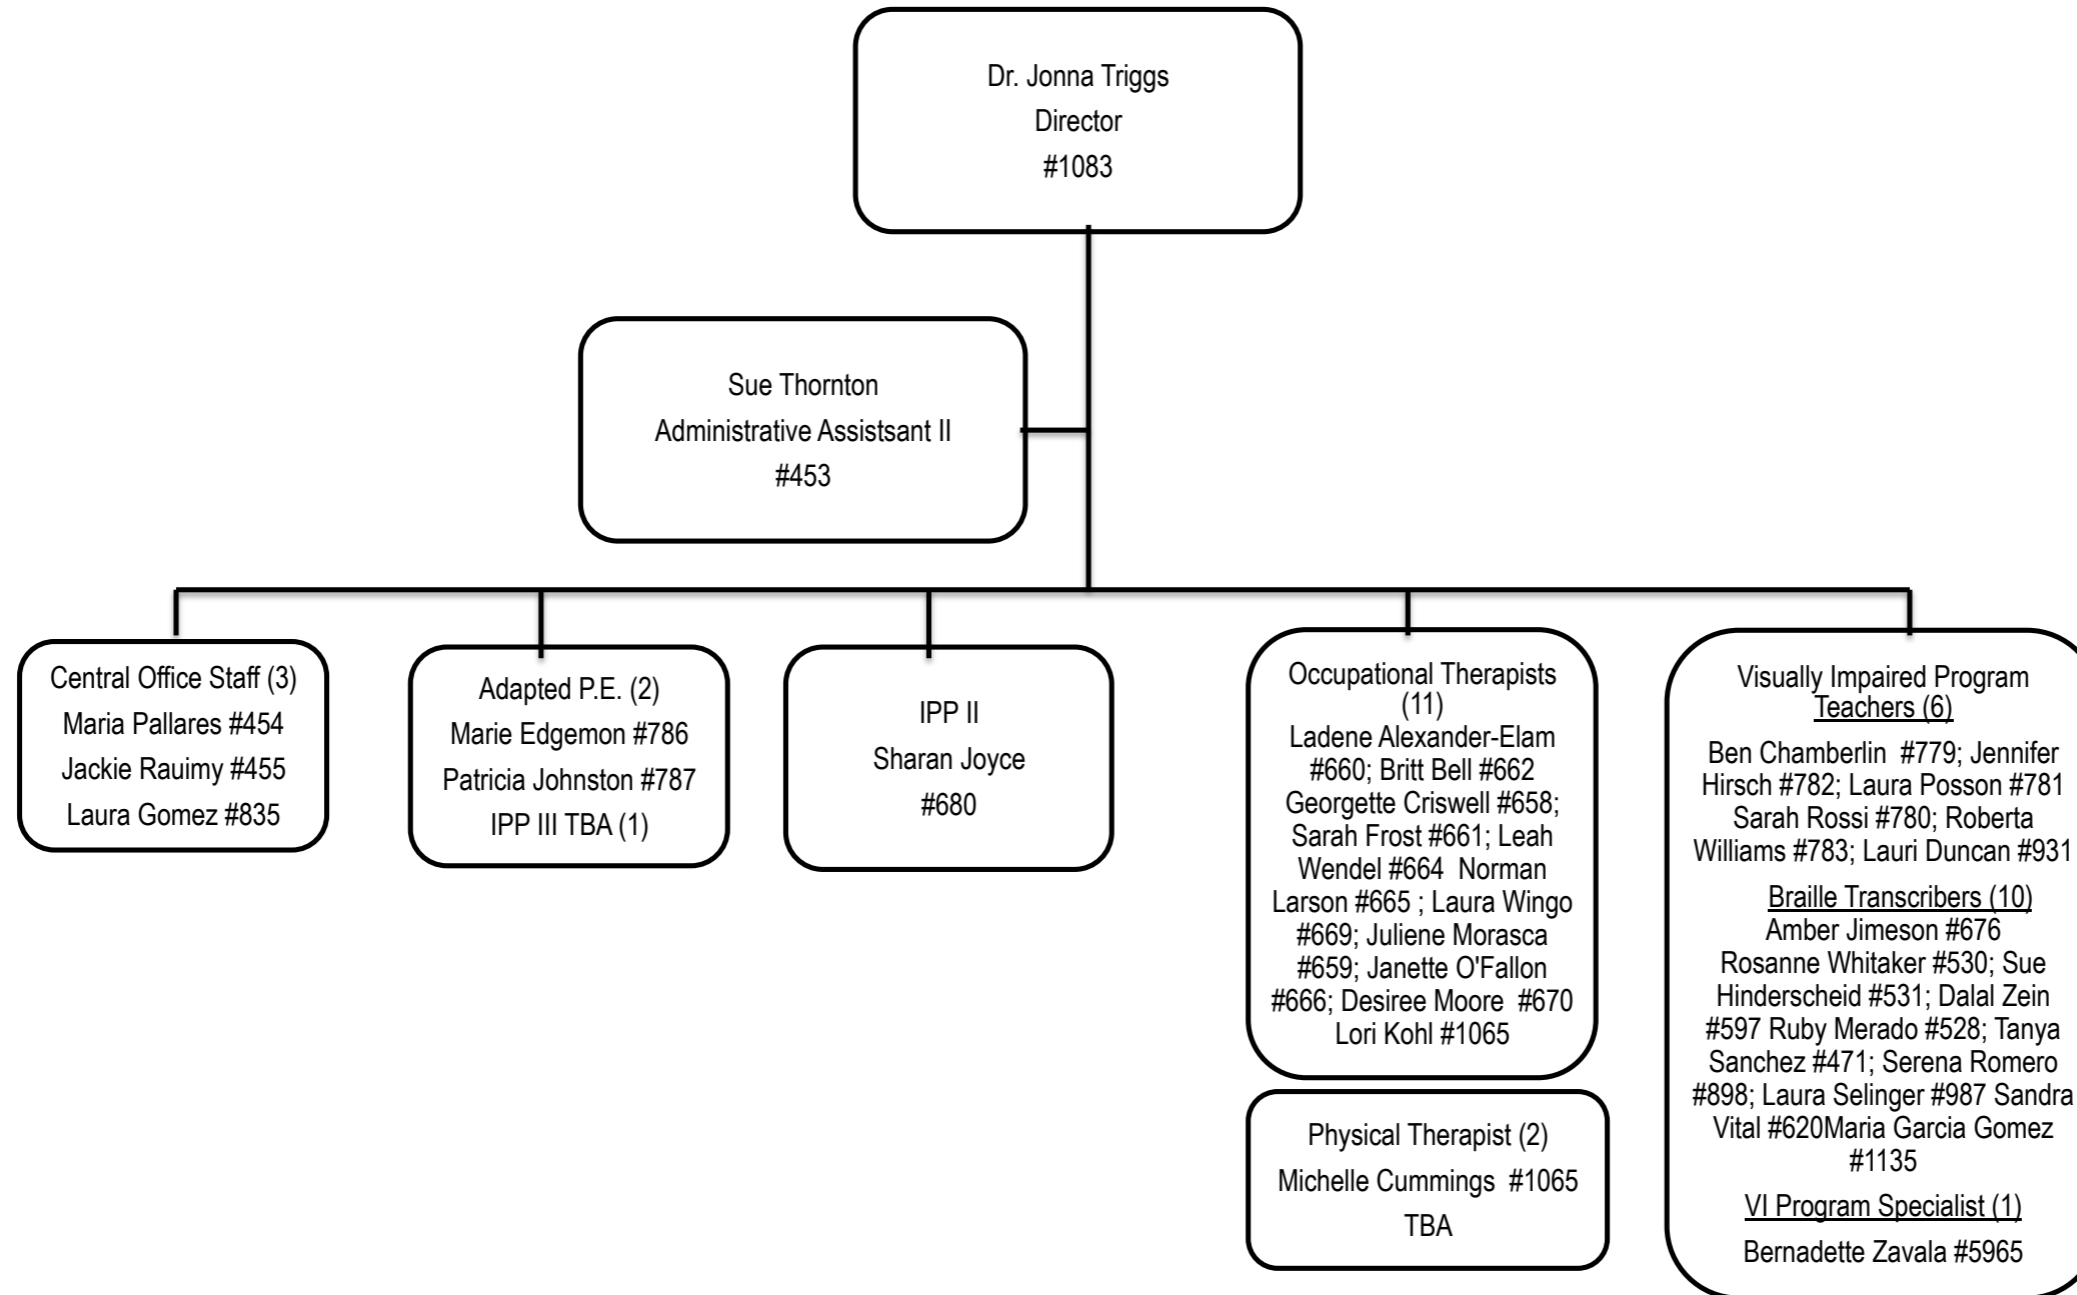 Dr. Jonna Triggs
Director
#1083
Sue Thornton
Administrative Assistsant II
#453
Central Office Staff (3)
Maria Pallares #454
Jackie Rauimy #455
Laura Gomez #835
Adapted P.E. (2)
Marie Edgemon #786
Patricia Johnston #787
IPP III TBA (1)
IPP II
Sharan Joyce
#680
Occupational Therapists
(11)
Ladene Alexander-Elam
#660; Britt Bell #662
Georgette Criswell #658;
Sarah Frost #661; Leah
Wendel #664  Norman
Larson #665 ; Laura Wingo
#669; Juliene Morasca
#659; Janette O'Fallon
#666; Desiree Moore  #670
Lori Kohl #1065
Physical Therapist (2)
Michelle Cummings  #1065
TBA
Visually Impaired Program
Teachers (6)
Ben Chamberlin  #779; Jennifer
Hirsch #782; Laura Posson #781
Sarah Rossi #780; Roberta
Williams #783; Lauri Duncan #931
Braille Transcribers (10)
Amber Jimeson #676
Rosanne Whitaker #530; Sue
Hinderscheid #531; Dalal Zein
#597 Ruby Merado #528; Tanya
Sanchez #471; Serena Romero
#898; Laura Selinger #987 Sandra
Vital #620Maria Garcia Gomez
#1135
VI Program Specialist (1)
Bernadette Zavala #5965